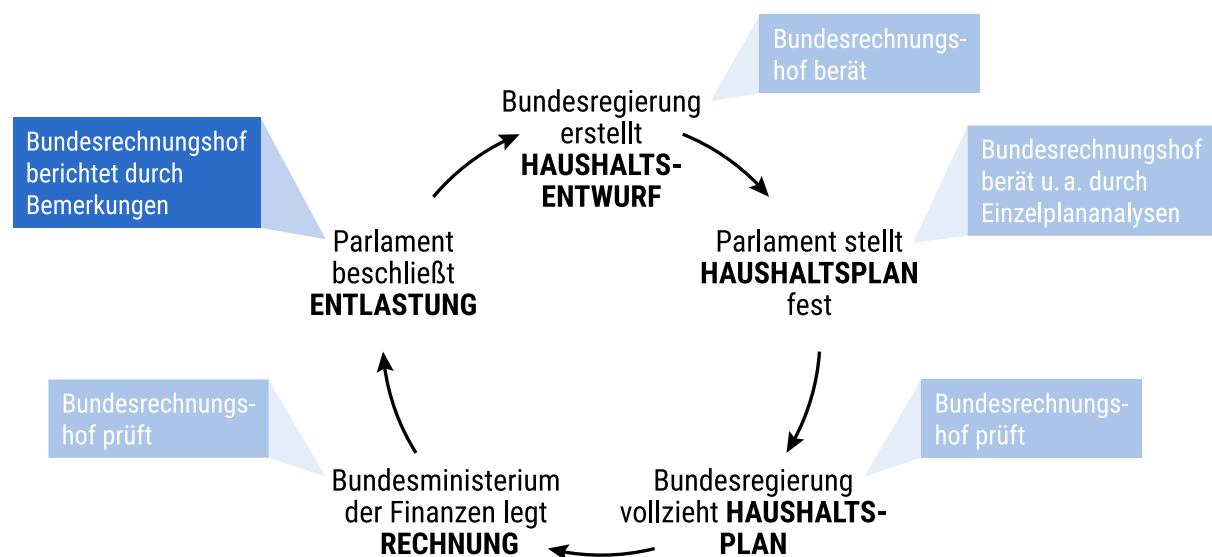 Bundesrechnungs-
hof berät
Bundesregierung
erstellt
HAUSHALTS-
ENTWURF
Bundesrechnungshof
berichtet durch
Bemerkungen
Bundesrechnungshof
berät u. a. durch
Einzelplananalysen
Parlament
beschließt
ENTLASTUNG
Parlament stellt
HAUSHALTSPLAN
fest
Bundesrechnungs-
hof prüft
Bundesrechnungs-
hof prüft
Bundesministerium
der Finanzen legt
RECHNUNG
Bundesregierung
vollzieht HAUSHALTS-
PLAN